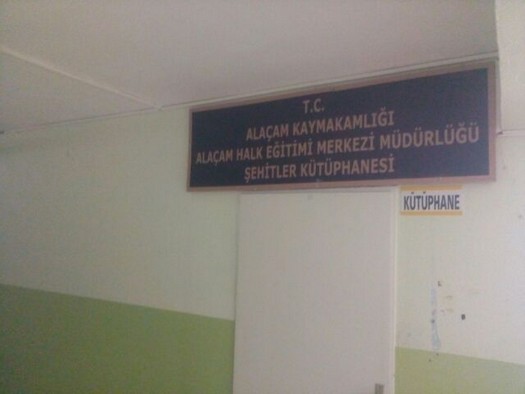 T.C.
ALAÇAM KAYMAKAMLIĞI
ALAÇAM HALK EĞİTİMİ MERKEZİ MÜDÜRLÜĞÜ
ŞEHİTLER KÜTÜPHANESİ
KÜTÜPHANE